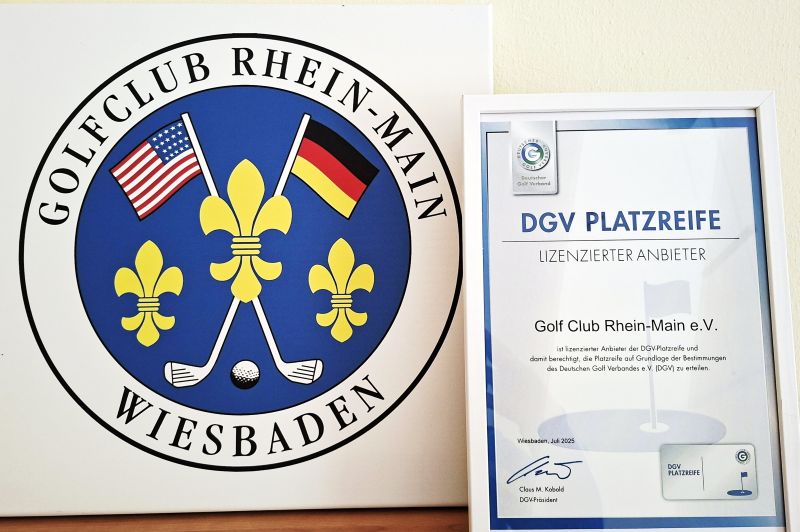 GOLFCLUB RHEIN-MAIN
WIESBADEN
Deutscher
Golf Verband
DGV PLATZREIFE
LIZENZIERTER ANBIETER
Golf Club Rhein-Main e.V.
ist lizenzierter Anbieter der DGV-Platzreife und
damit berechtigt, die Platzreife auf Grundlage der Bestimmungen
des Deutschen Golf Verbandes e.V. (DGV) zu erteilen.
Wiesbaden, Juli 2025
Claus M. Kobold
DGV-Präsident
DGV
PLATZREIFE